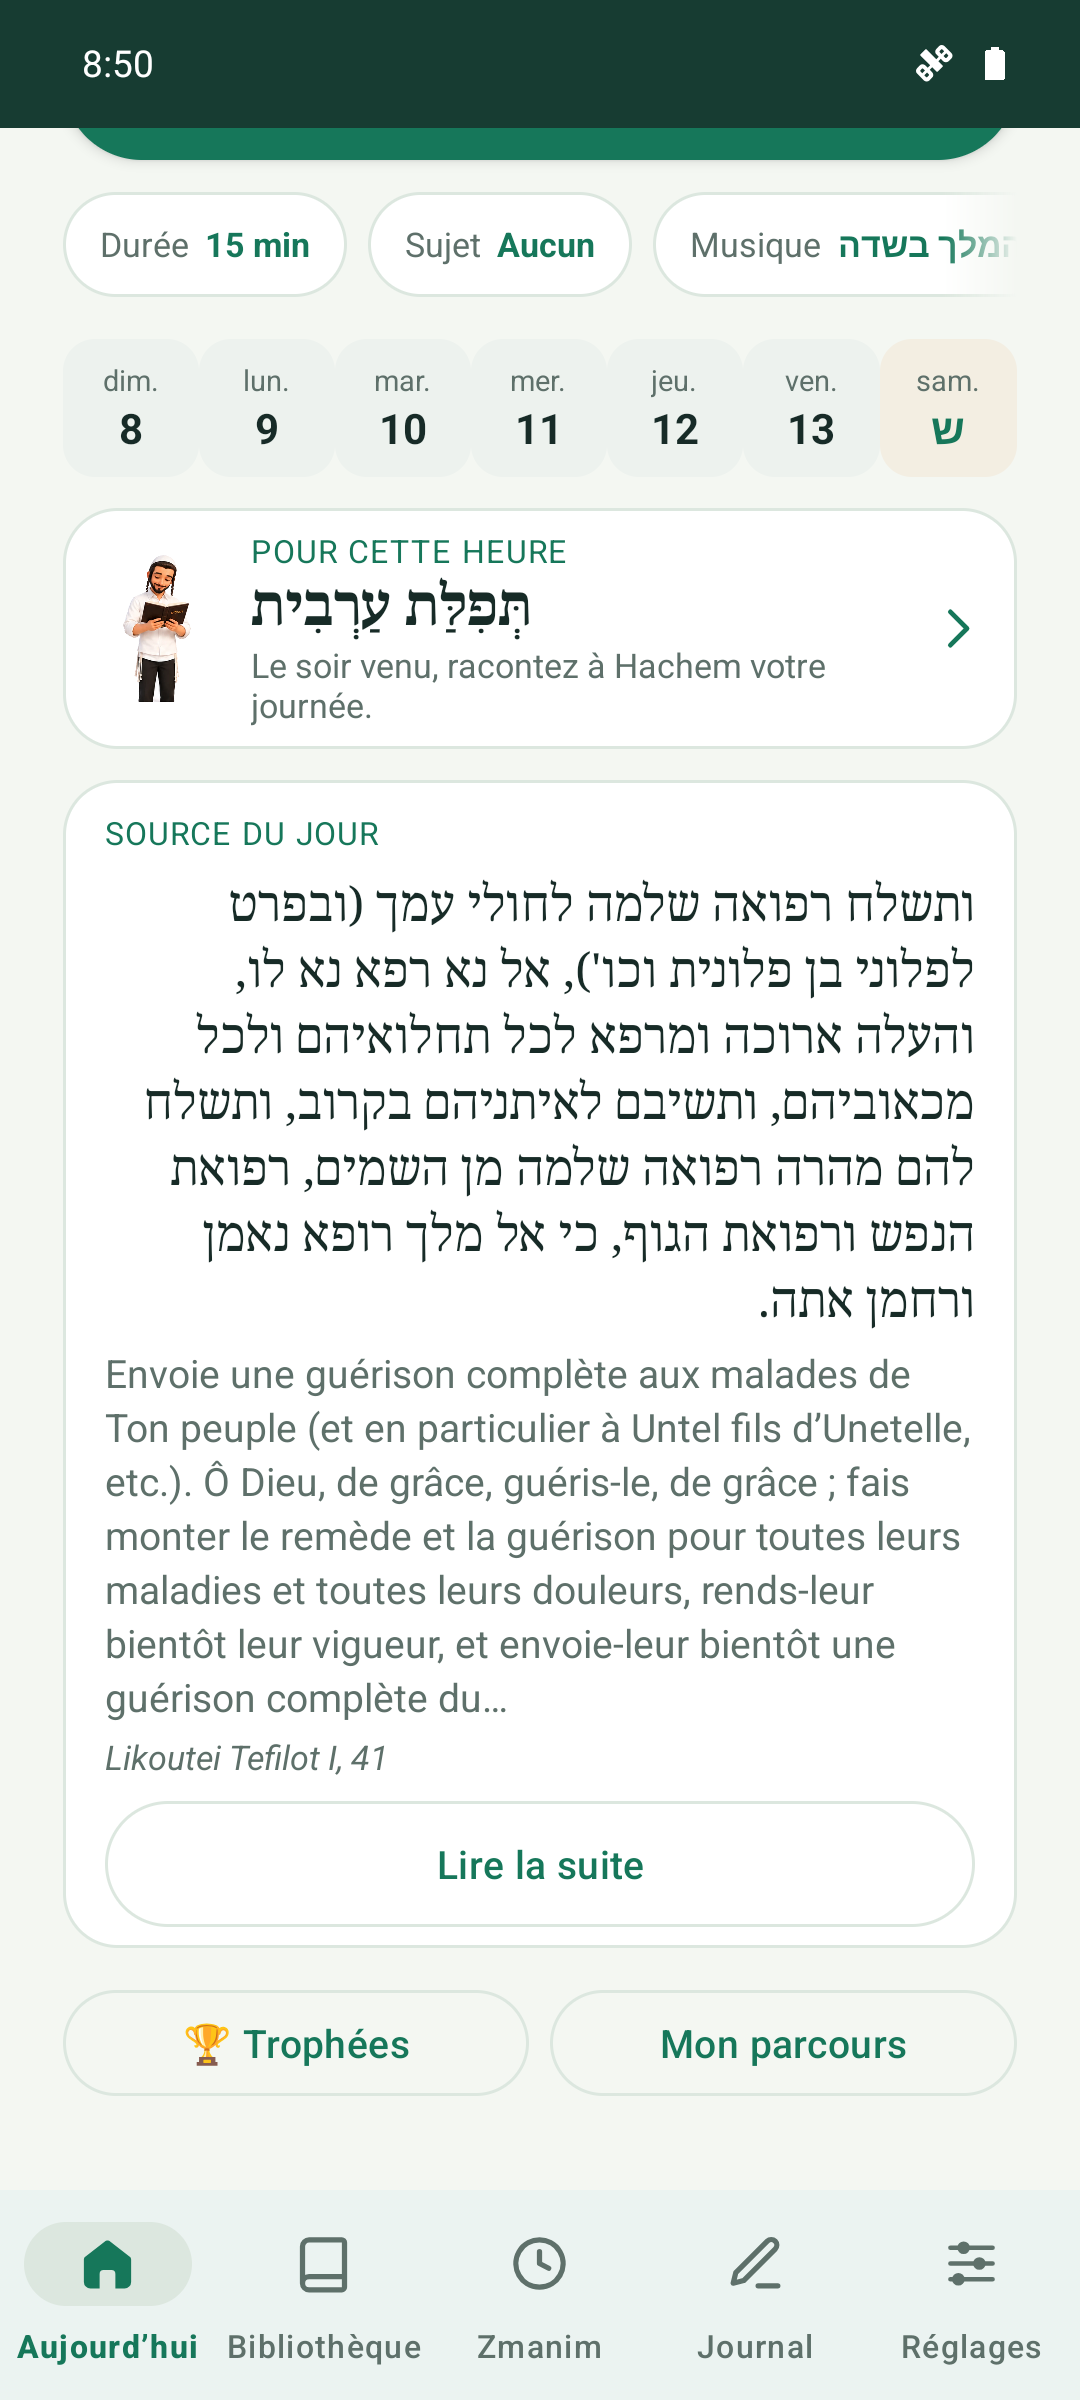 8:50
Durée 15 min
Sujet Aucun
Musique המלך בשדה
dim. lun. mar. mer. jeu. ven. sam.
8 9 10 11 12 13 ש
POUR CETTE HEURE
תְּפִלַּת עַרְבִית
Le soir venu, racontez à Hachem votre
journée.
SOURCE DU JOUR
ותשלח רפואה שלמה לחולי עמך (ובפרט
לפלוני בן פלונית וכו'), אל נא רפא נא לו,
והעלה ארוכה ומרפא לכל תחלואיהם ולכל
מכאוביהם, ותשיבם לאיתניהם בקרוב, ותשלח
להם מהרה רפואה שלמה מן השמים, רפואת
הנפש ורפואת הגוף, כי אל מלך רופא נאמן
ורחמן אתה.
Envoie une guérison complète aux malades de
Ton peuple (et en particulier à Untel fils d’Unetelle,
etc.). Ô Dieu, de grâce, guéris-le, de grâce ; fais
monter le remède et la guérison pour toutes leurs
maladies et toutes leurs douleurs, rends-leur
bientôt leur vigueur, et envoie-leur bientôt une
guérison complète du…
Likoutei Tefilot I, 41
Lire la suite
🏆 Trophées
Mon parcours
Aujourd’hui Bibliothèque Zmanim Journal Réglages